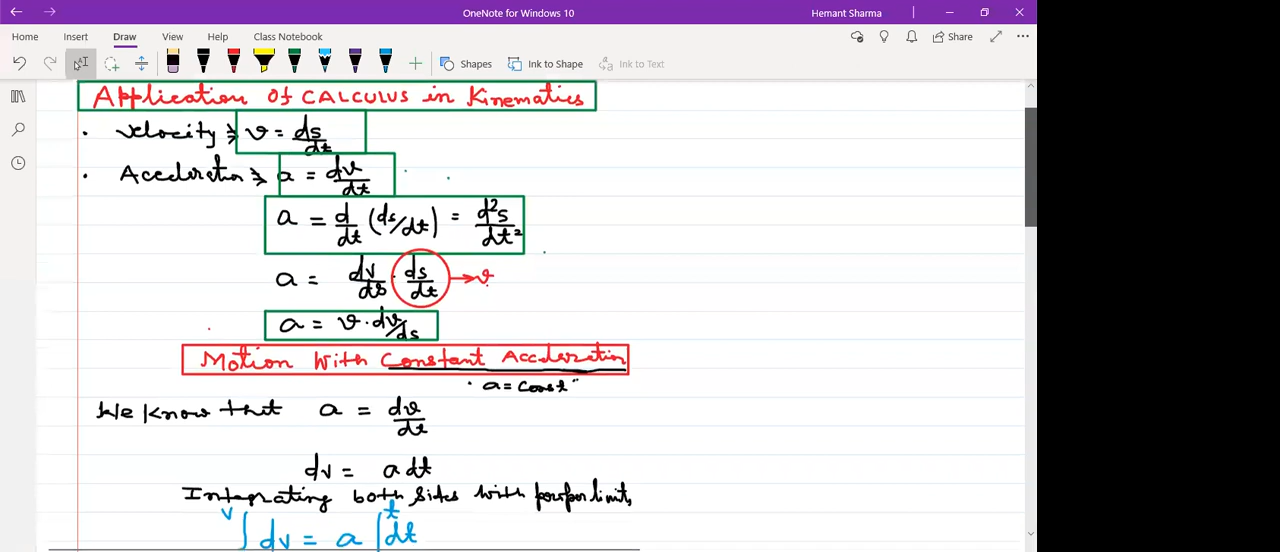 OneNote for Windows 10
Hemant Sharma
Home Insert Draw View Help Class Notebook
Share
Shapes Ink to Shape Ink to Text
Application Of CALCULUS in Kinematics
• Velocity ⇒ v = ds/dt
• Acceleration ⇒ a = dv/dt
a = d/dt (ds/dt) = d²s/dt²
a = dv/ds · ds/dt → v
a = v · dv/ds
Motion With Constant Acceleration
a = const
We Know that a = dv/dt
dv = a dt
Integrating both sides with limits
v t
∫ dv = a ∫ dt